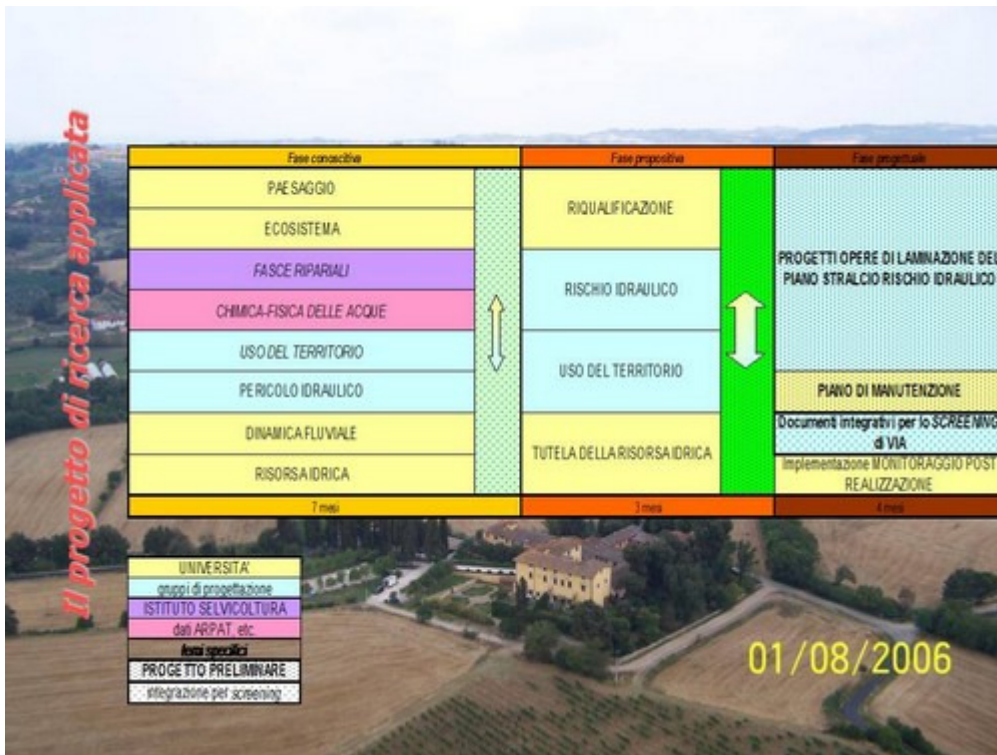 Il progetto di ricerca applicata
Fase conoscitiva
Fase propositiva
Fase progettuale
PAESAGGIO
ECOSISTEMA
FASCE RIPARIALI
CHIMICA-FISICA DELLE ACQUE
USO DEL TERRITORIO
PERICOLO IDRAULICO
DINAMICA FLUVIALE
RISORSA IDRICA
RIQUALIFICAZIONE
RISCHIO IDRAULICO
USO DEL TERRITORIO
TUTELA DELLA RISORSA IDRICA
PROGETTI OPERE DI LAMINAZIONE DEL
PIANO STRALCIO RISCHIO IDRAULICO
PIANO DI MANUTENZIONE
Documenti integrativi per lo SCREENING
di VIA
Implementazione MONITORAGGIO POST
REALIZZAZIONE
7 mesi
3 mesi
4 mesi
UNIVERSITA'
gruppi di progettazione
ISTITUTO SELVICOLTURA
dati ARPAT, etc.
specifici
PROGETTO PRELIMINARE
integrazione per screening
01/08/2006